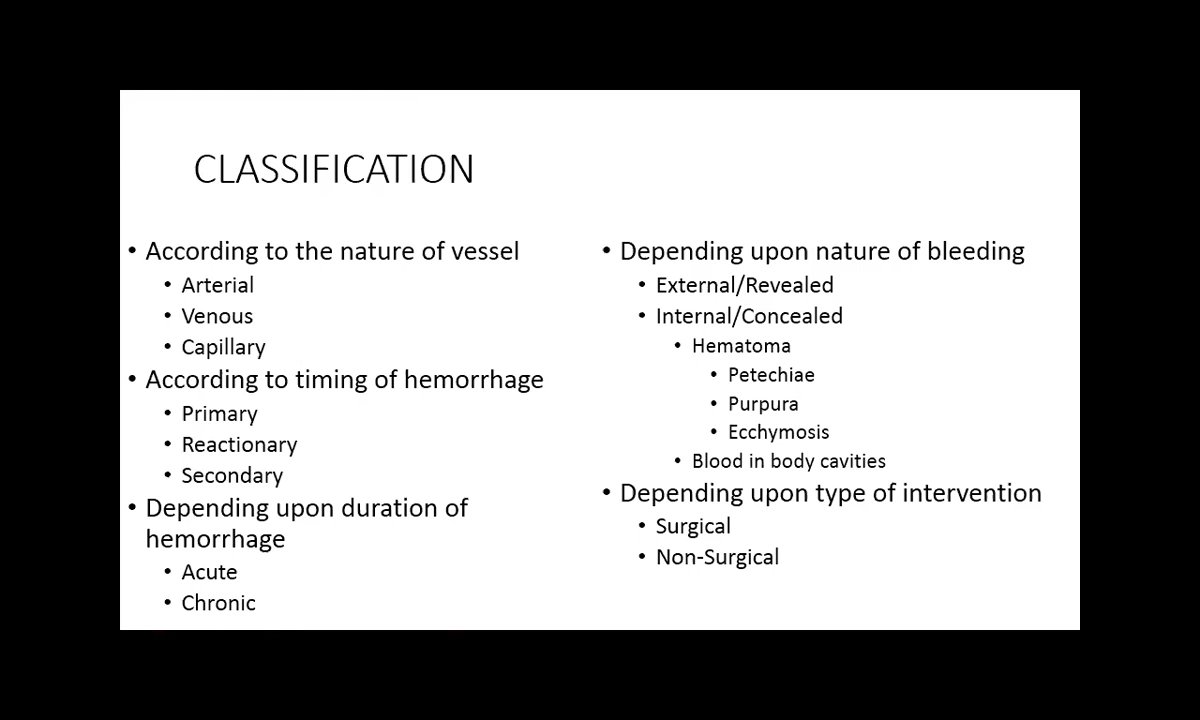 CLASSIFICATION
• According to the nature of vessel
• Arterial
• Venous
• Capillary
• According to timing of hemorrhage
• Primary
• Reactionary
• Secondary
• Depending upon duration of
hemorrhage
• Acute
• Chronic
• Depending upon nature of bleeding
• External/Revealed
• Internal/Concealed
• Hematoma
• Petechiae
• Purpura
• Ecchymosis
• Blood in body cavities
• Depending upon type of intervention
• Surgical
• Non-Surgical